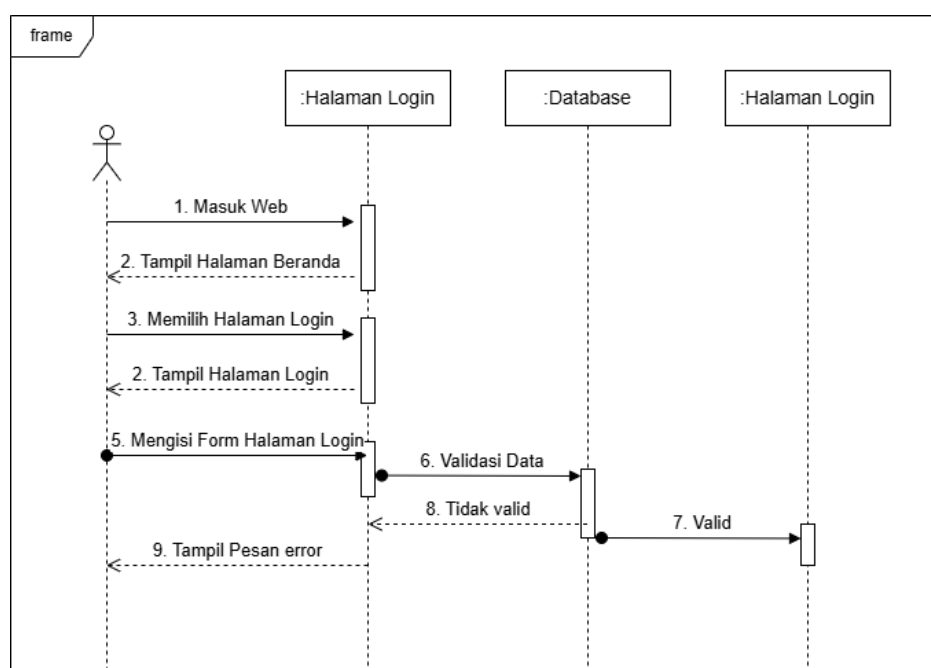 frame
:Halaman Login
:Database
:Halaman Login
1. Masuk Web
2. Tampil Halaman Beranda
3. Memilih Halaman Login
2. Tampil Halaman Login
5. Mengisi Form Halaman Login
6. Validasi Data
8. Tidak valid
7. Valid
9. Tampil Pesan error